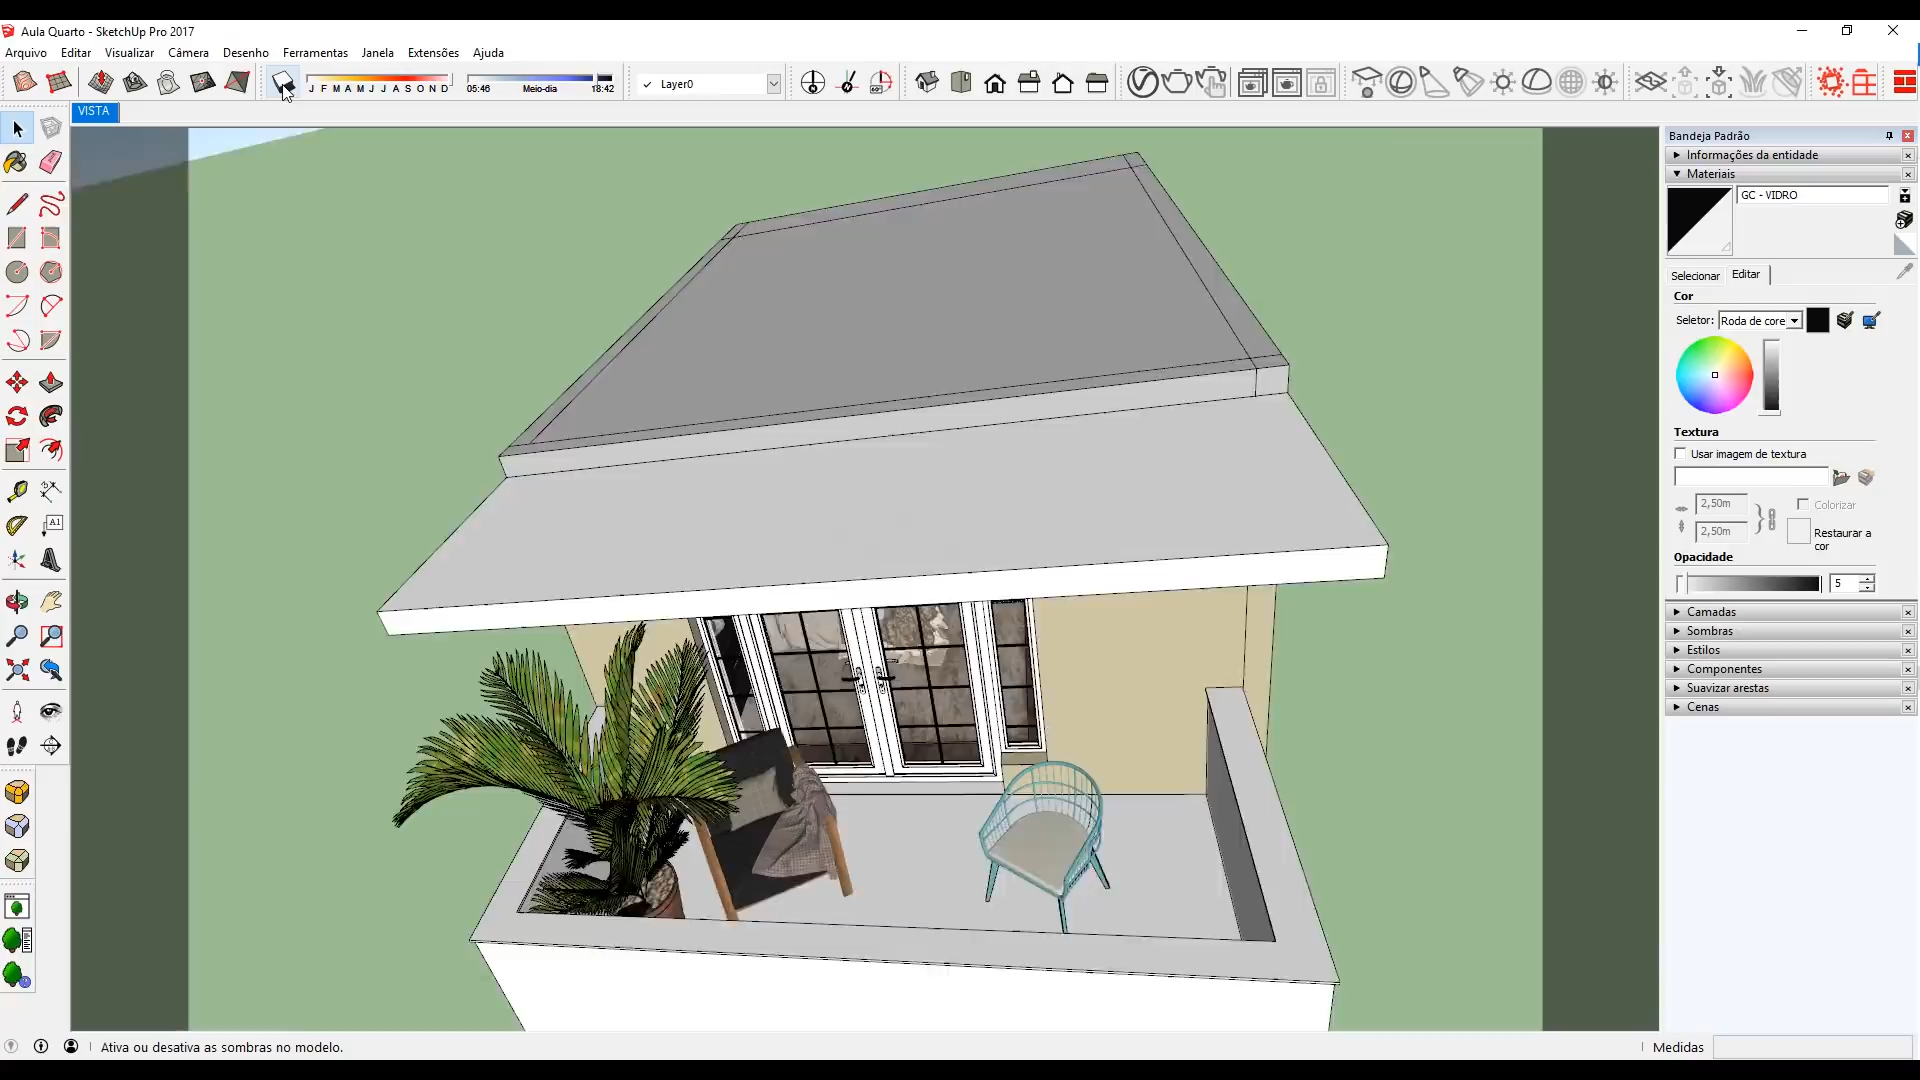 Aula Quarto - SketchUp Pro 2017
Arquivo Editar Visualizar Câmera Desenho Ferramentas Janela Extensões Ajuda
J F M A M J J A S O N D
05:46 Meio-dia 18:42
Layer0
VISTA
A1
Bandeja Padrão
Informações da entidade
Materiais
GC - VIDRO
Selecionar Editar
Cor
Seletor: Roda de core
Textura
Usar imagem de textura
2,50m
Colorizar
2,50m
Restaurar a
cor
Opacidade
5
Camadas
Sombras
Estilos
Componentes
Suavizar arestas
Cenas
Ativa ou desativa as sombras no modelo.
Medidas